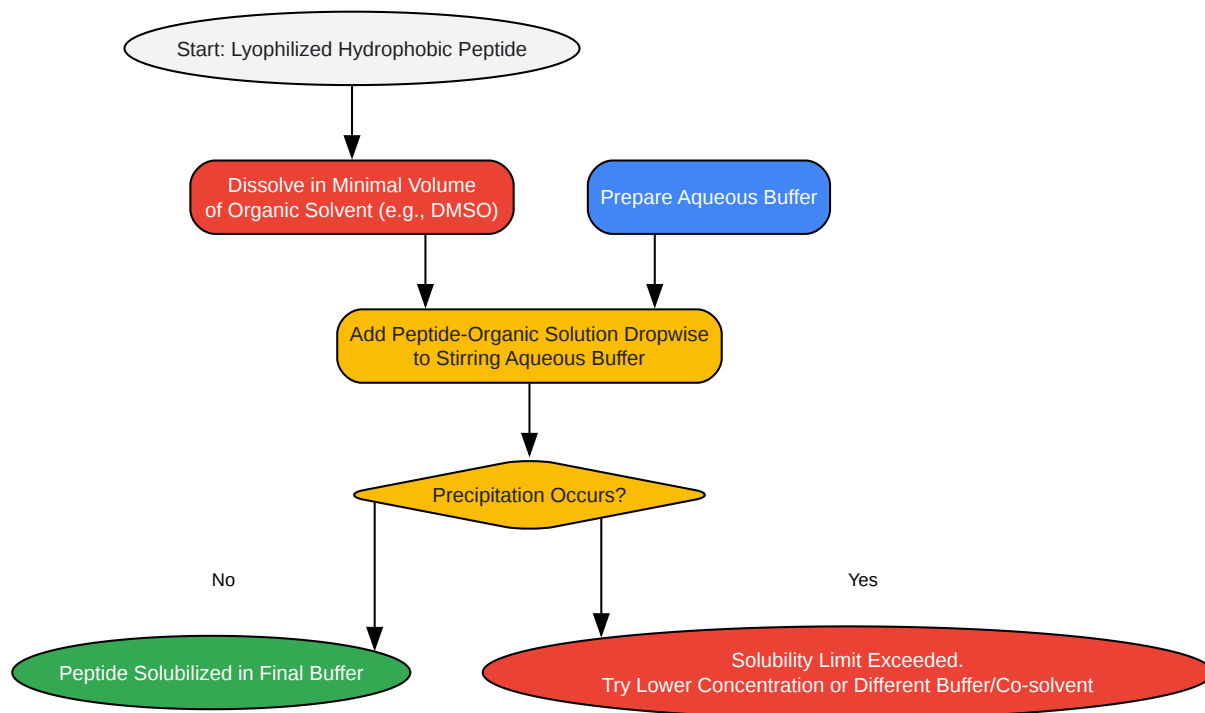 Start: Lyophilized Hydrophobic Peptide
Dissolve in Minimal Volume
of Organic Solvent (e.g., DMSO)
Prepare Aqueous Buffer
Add Peptide-Organic Solution Dropwise
to Stirring Aqueous Buffer
Precipitation Occurs?
No
Yes
Peptide Solubilized in Final Buffer
Solubility Limit Exceeded.
Try Lower Concentration or Different Buffer/Co-solvent